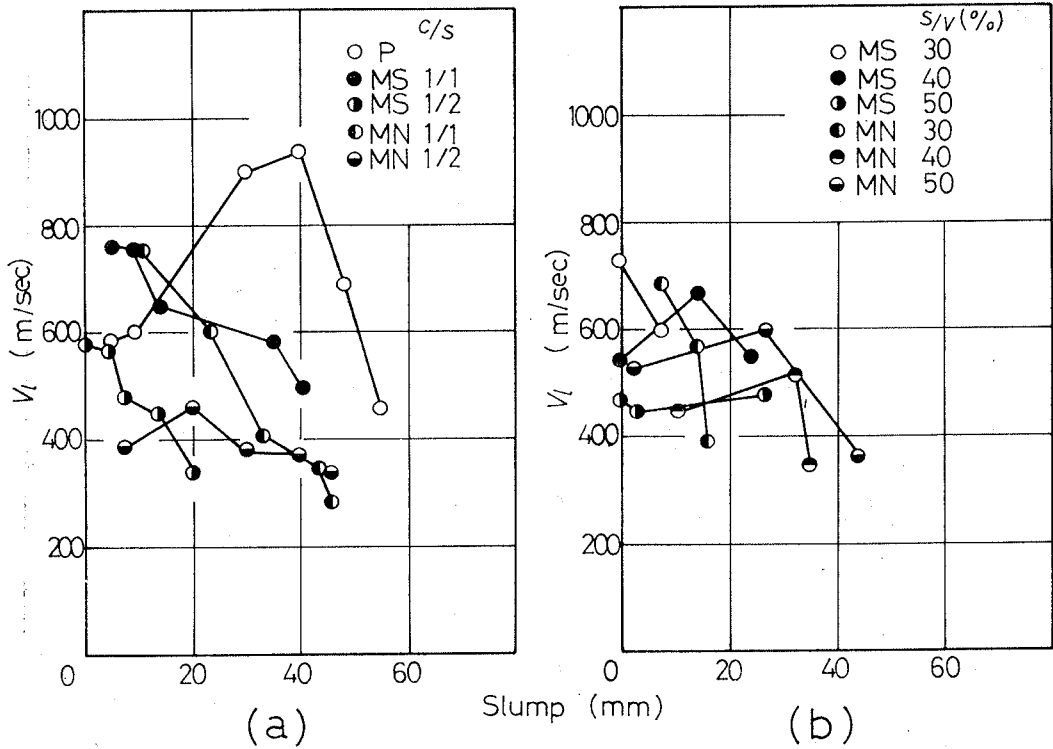 c/s
P
MS 1/1
MS 1/2
MN 1/1
MN 1/2
1000
800
600
400
200
0
20
40
60
V_l (m/sec)
(a)
S/V (%)
MS 30
MS 40
MS 50
MN 30
MN 40
MN 50
1000
800
600
400
200
0
20
40
60
V_l (m/sec)
(b)
Slump (mm)